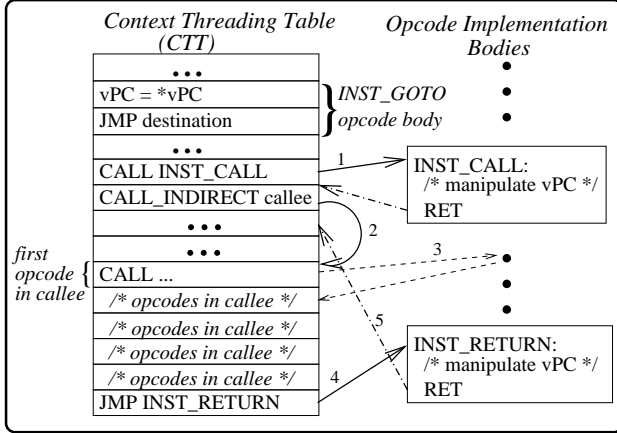 Context Threading Table
(CTT)
Opcode Implementation
Bodies
•••
vPC = *vPC
JMP destination
INST_GOTO
opcode body
•••
CALL INST_CALL
CALL_INDIRECT callee
•••
•••
first
opcode
in callee
CALL ...
/* opcodes in callee */
/* opcodes in callee */
/* opcodes in callee */
/* opcodes in callee */
JMP INST_RETURN
1
2
3
4
5
INST_CALL:
/* manipulate vPC */
RET
INST_RETURN:
/* manipulate vPC */
RET